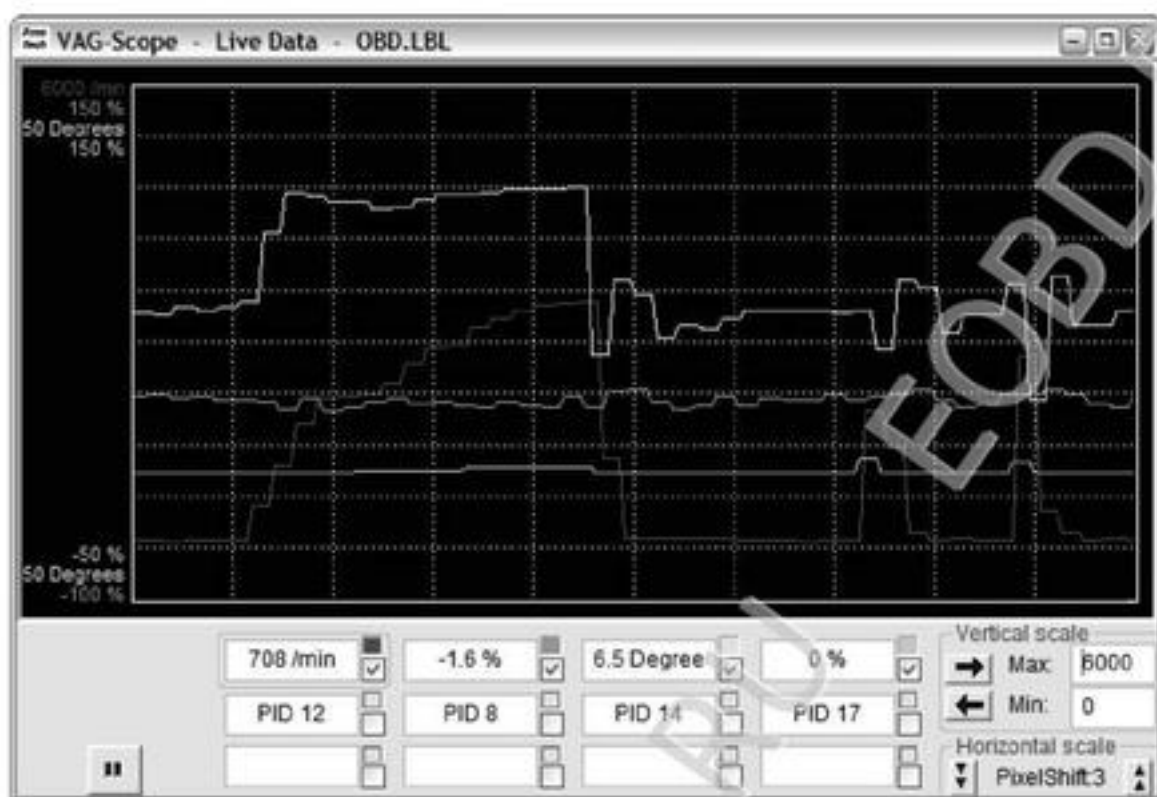 VAG-Scope - Live Data - OBD.LBL
6000 /min
150 %
50 Degrees
150 %
-50 %
50 Degrees
-100 %
EOBD
RU
708 /min
-1.6 %
6.5 Degree
0 %
PID 12
PID 8
PID 14
PID 17
Vertical scale
Max: 6000
Min: 0
Horizontal scale
PixelShift:3